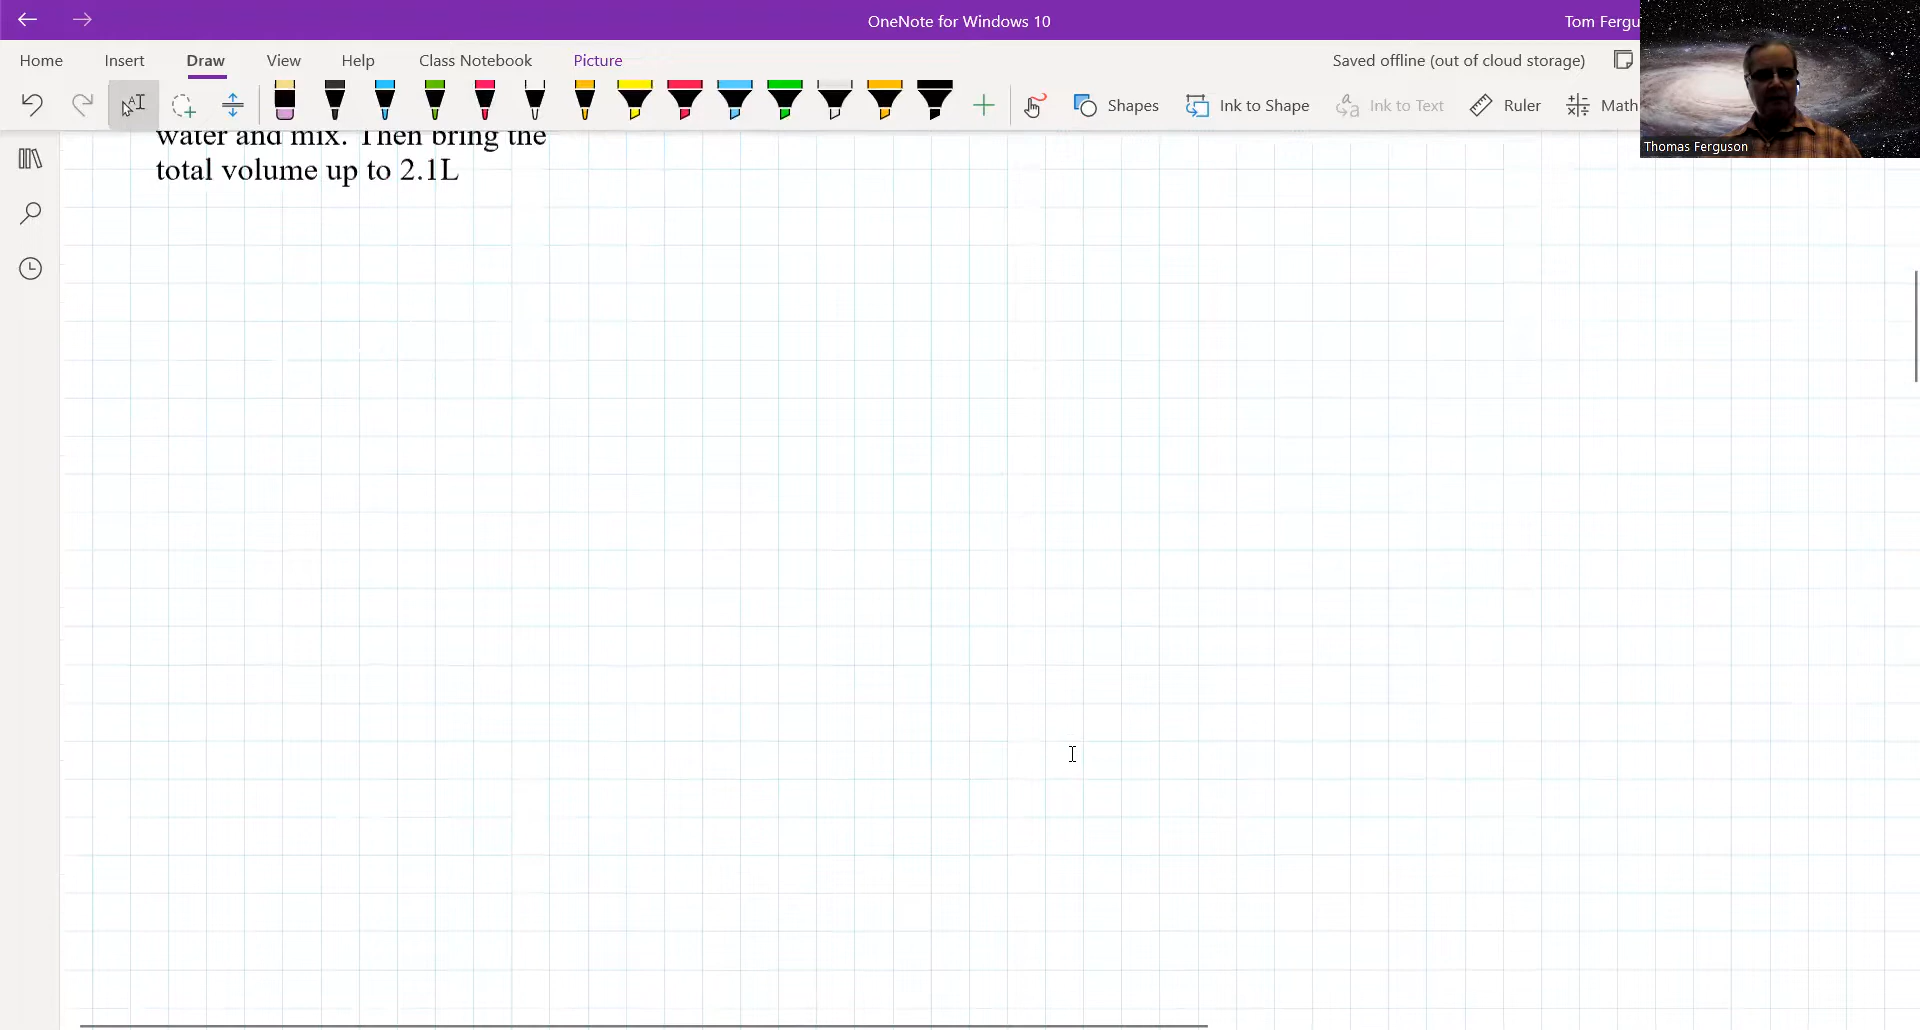 OneNote for Windows 10
Tom Fergu
Home Insert Draw View Help Class Notebook Picture
Saved offline (out of cloud storage)
Shapes Ink to Shape Ink to Text Ruler Math
Thomas Ferguson
water and mix. Then bring the
total volume up to 2.1L